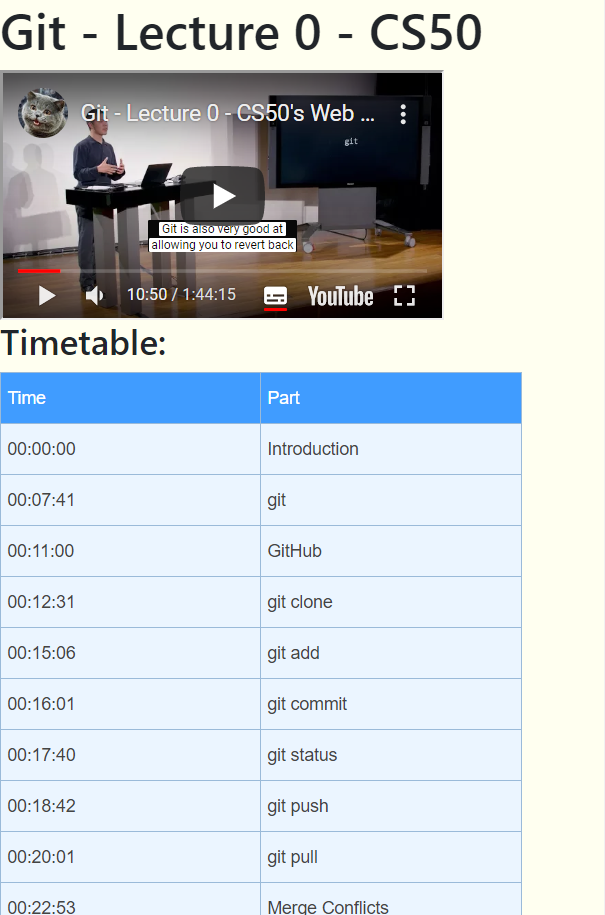 Git - Lecture 0 - CS50
Git - Lecture 0 - CS50's Web ...
git
Git is also very good at
allowing you to revert back
10:50 / 1:44:15
YouTube
Timetable:
Time Part
00:00:00 Introduction
00:07:41 git
00:11:00 GitHub
00:12:31 git clone
00:15:06 git add
00:16:01 git commit
00:17:40 git status
00:18:42 git push
00:20:01 git pull
00:22:53 Merge Conflicts